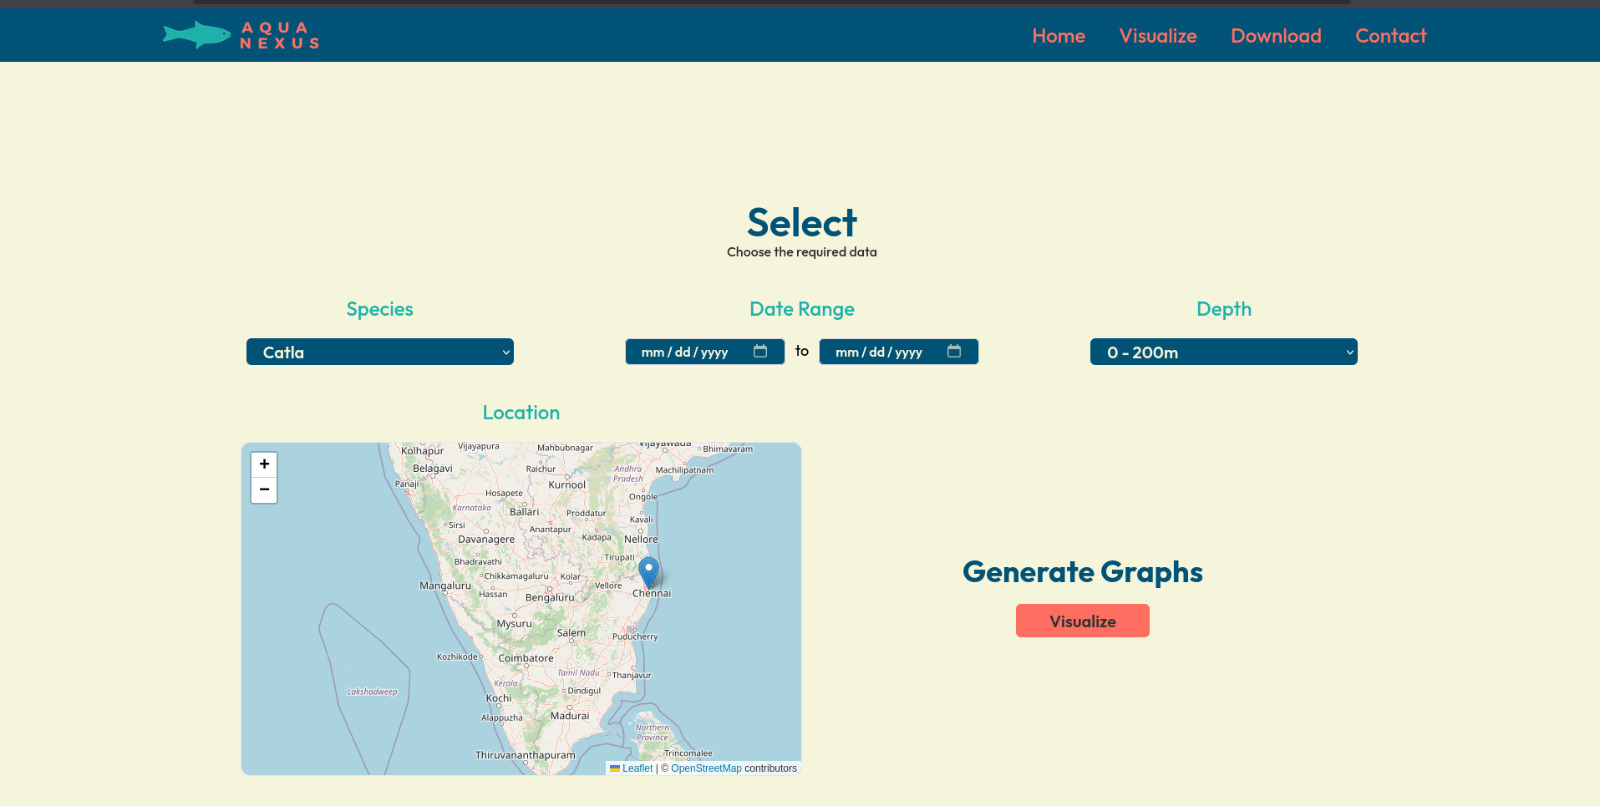 AQUA
NEXUS
Home Visualize Download Contact
Select
Choose the required data
Species Date Range Depth
Catla mm / dd / yyyy to mm / dd / yyyy 0 - 200m
Location
+
−
Kolhapur
Vijayapura
Mahbubnagar
Vijayawada
Bhimavaram
Belagavi
Raichur
Andhra
Pradesh
Machilipatnam
Panaji
Kurnool
Hosapete
Ongole
Karnataka
Ballari
Proddatur
Kavali
Sirsi
Anantapur
Davanagere
Kadapa
Nellore
Bhadravathi
Tirupati
Chikkamagaluru
Kolar
Mangaluru
Vellore
Hassan
Bengaluru
Chennai
Mysuru
Salem
Puducherry
Kozhikode
Coimbatore
Tamil Nadu
Thanjavur
Kerala
Lakshadweep
Dindigul
Kochi
Alappuzha
Madurai
Northern
Province
Thiruvananthapuram
Trincomalee
Leaflet | © OpenStreetMap contributors
Generate Graphs
Visualize